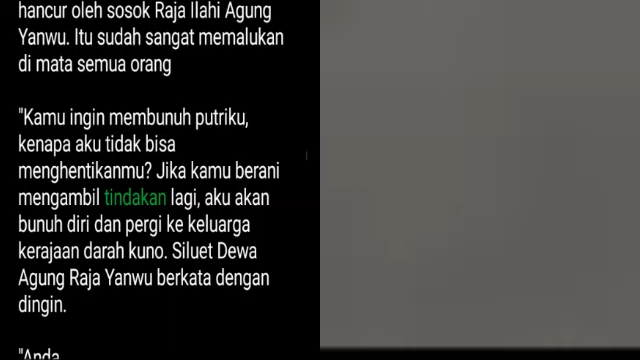 hancur oleh sosok Raja Ilahi Agung
Yanwu. Itu sudah sangat memalukan
di mata semua orang
"Kamu ingin membunuh putriku,
kenapa aku tidak bisa
menghentikanmu? Jika kamu berani
mengambil tindakan lagi, aku akan
bunuh diri dan pergi ke keluarga
kerajaan darah kuno. Siluet Dewa
Agung Raja Yanwu berkata dengan
dingin.
"Anda